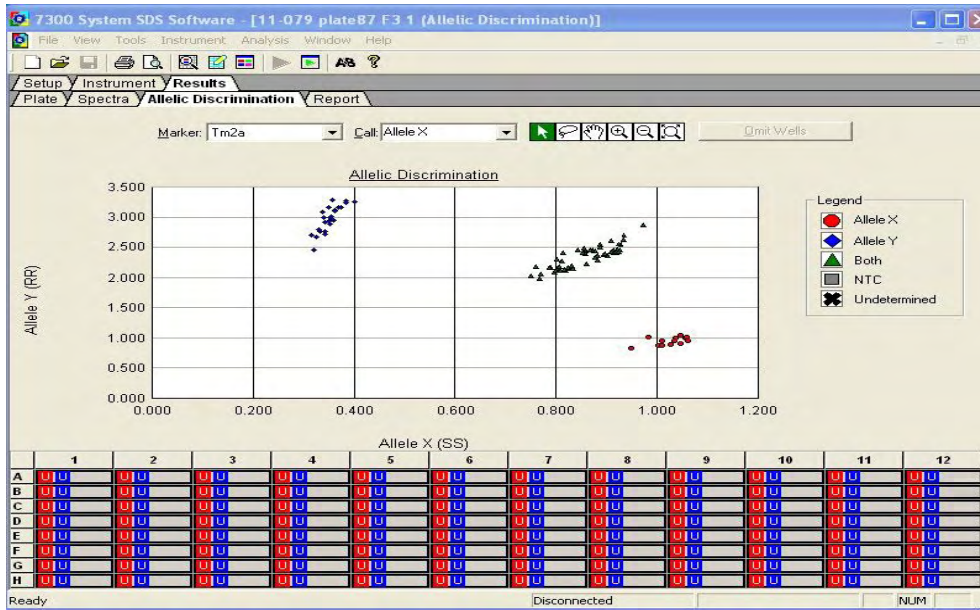 7300 System SDS Software - [11-079 plate87 F3 1 (Allelic Discrimination)]
File View Tools Instrument Analysis Window Help
Setup Instrument Results
Plate Spectra Allelic Discrimination Report
Marker: Tm2a Call: Allele X Omit Wells
Allelic Discrimination
3.500
3.000
2.500
2.000
1.500
1.000
0.500
0.000
Allele Y (RR)
0.000 0.200 0.400 0.600 0.800 1.000 1.200
Allele X (SS)
Legend
Allele X
Allele Y
Both
NTC
Undetermined
1 2 3 4 5 6 7 8 9 10 11 12
A U U U U U U U U U U U U U U U U U U U U U U U U
B U U U U U U U U U U U U U U U U U U U U U U U U
C U U U U U U U U U U U U U U U U U U U U U U U U
D U U U U U U U U U U U U U U U U U U U U U U U U
E U U U U U U U U U U U U U U U U U U U U U U U U
F U U U U U U U U U U U U U U U U U U U U U U U U
G U U U U U U U U U U U U U U U U U U U U U U U U
H U U U U U U U U U U U U U U U U U U U U U U U U
Ready Disconnected NUM